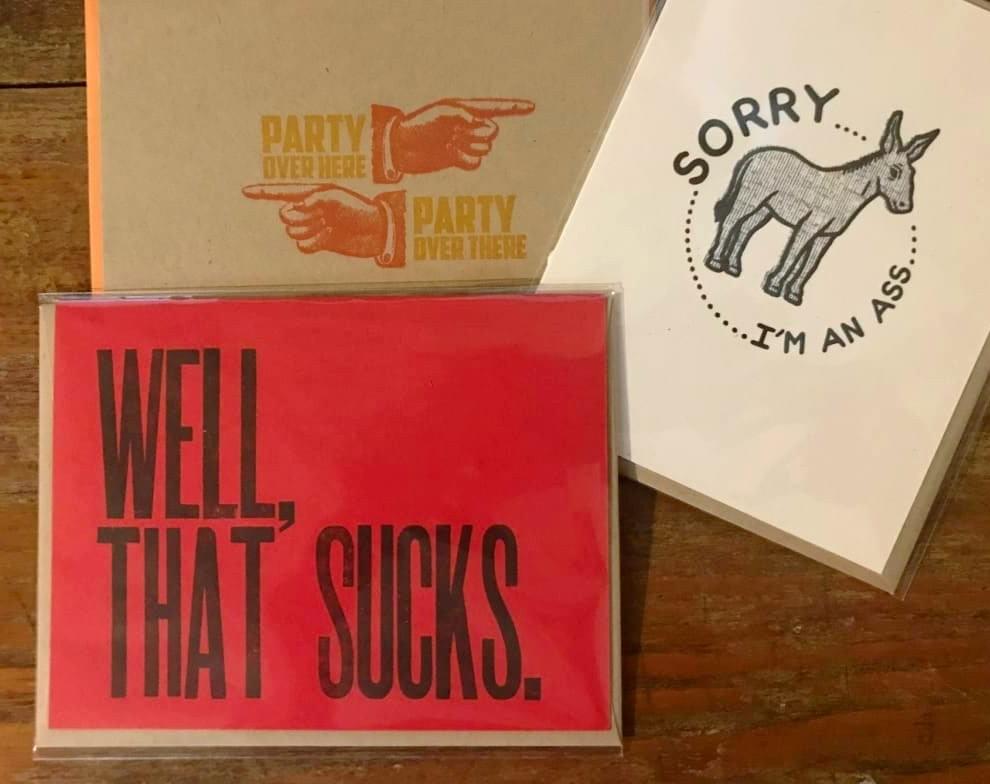 PARTY
OVER HERE
PARTY
OVER THERE
SORRY....
....I'M AN ASS...
WELL,
THAT SUCKS.